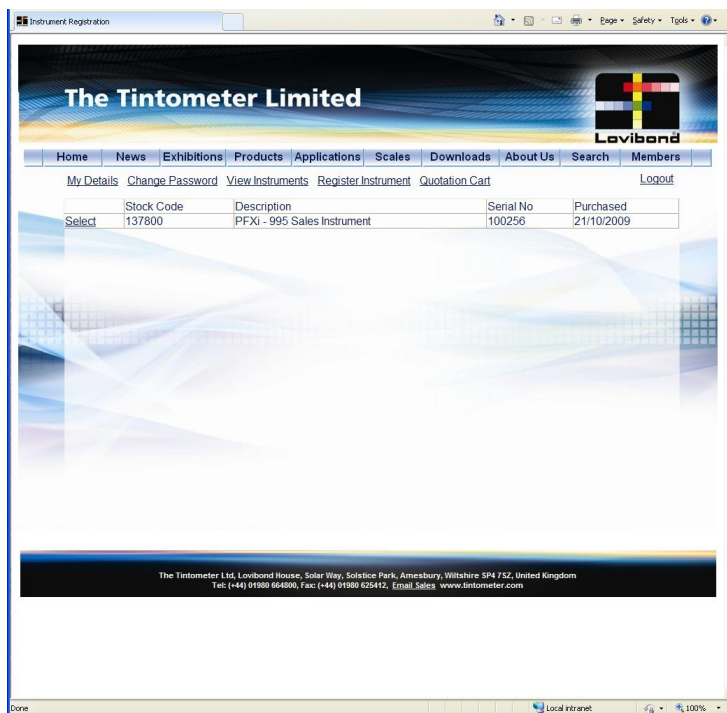 Instrument Registration
Page Safety Tools
The Tintometer Limited
Lovibond
Home News Exhibitions Products Applications Scales Downloads About Us Search Members
My Details Change Password View Instruments Register Instrument Quotation Cart Logout
Stock Code Description Serial No Purchased
Select 137800 PFXi - 995 Sales Instrument 100256 21/10/2009
The Tintometer Ltd, Lovibond House, Solar Way, Solstice Park, Amesbury, Wiltshire SP4 7SZ, United Kingdom
Tel: (+44) 01980 664800, Fax: (+44) 01980 625412, Email Sales www.tintometer.com
Done Local intranet 100%